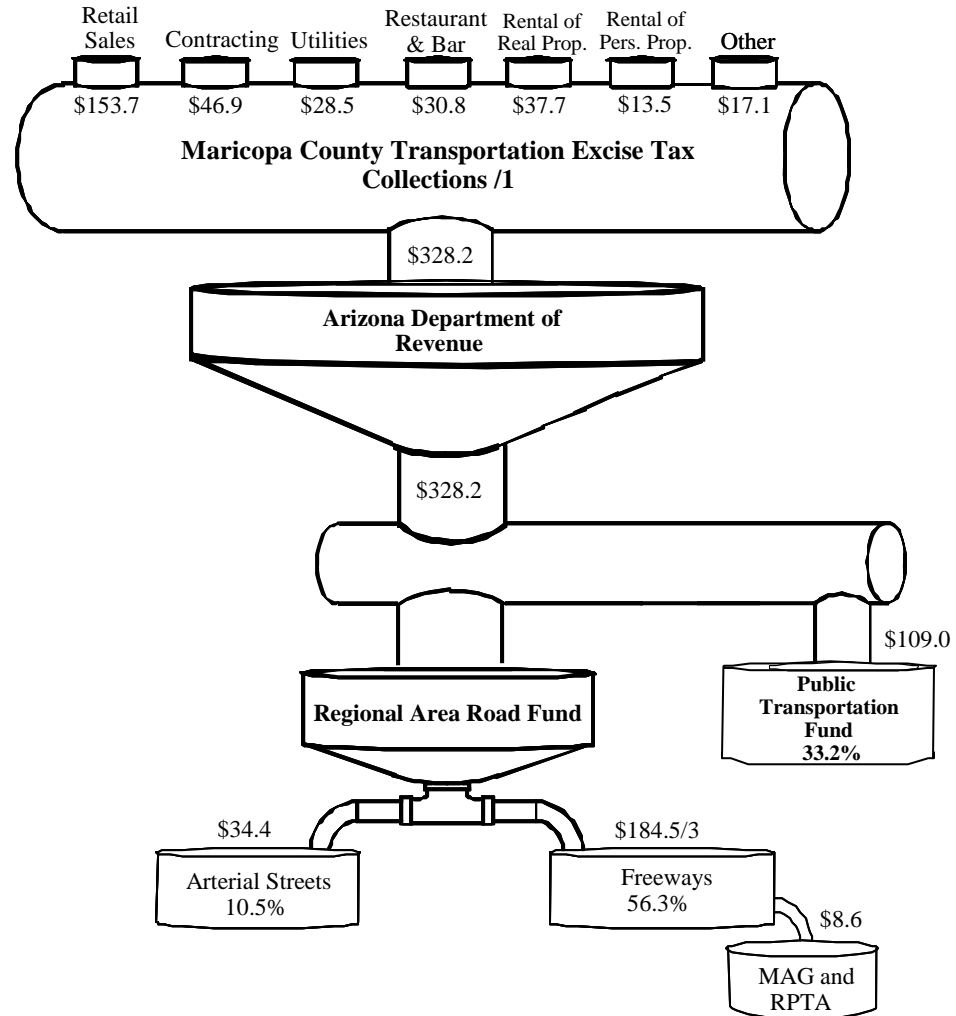 Retail
Sales
Contracting
Utilities
Restaurant
& Bar
Rental of
Real Prop.
Rental of
Pers. Prop.
Other
$153.7
$46.9
$28.5
$30.8
$37.7
$13.5
$17.1
Maricopa County Transportation Excise Tax
Collections /1
$328.2
Arizona Department of
Revenue
$328.2
$109.0
Public
Transportation
Fund
33.2%
Regional Area Road Fund
$34.4
Arterial Streets
10.5%
$184.5/3
Freeways
56.3%
$8.6
MAG and
RPTA